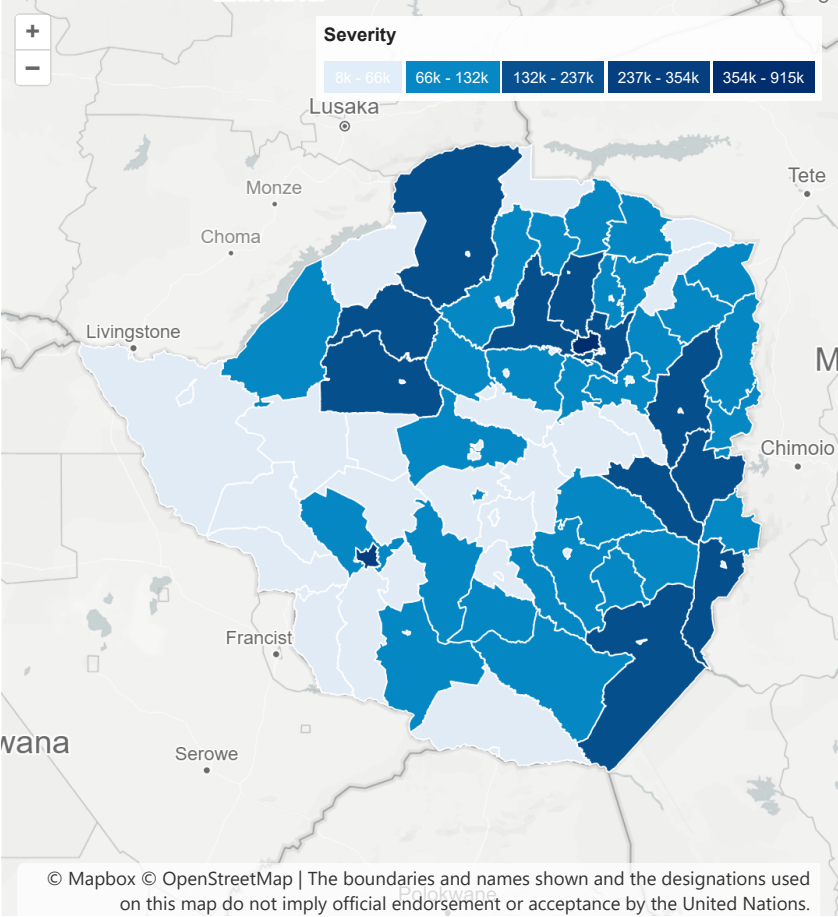 +
−
Severity
8k - 66k
66k - 132k
132k - 237k
237k - 354k
354k - 915k
Lusaka
Tete
Monze
Choma
Livingstone
M
Chimoio
Francist
wana
Serowe
Polokwane
© Mapbox © OpenStreetMap | The boundaries and names shown and the designations used
on this map do not imply official endorsement or acceptance by the United Nations.